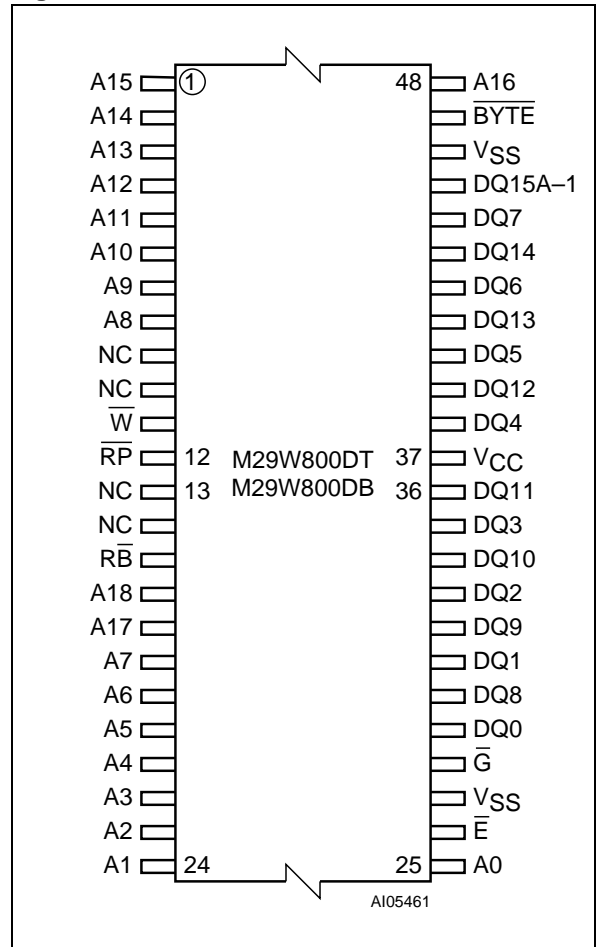 A15 1 48 A16
A14 B̅Y̅T̅E̅
A13 VSS
A12 DQ15A–1
A11 DQ7
A10 DQ14
A9 DQ6
A8 DQ13
NC DQ5
NC DQ12
W̅ DQ4
R̅P̅ 12 M29W800DT 37 VCC
NC 13 M29W800DB 36 DQ11
NC DQ3
RB̅ DQ10
A18 DQ2
A17 DQ9
A7 DQ1
A6 DQ8
A5 DQ0
A4 G̅
A3 VSS
A2 E̅
A1 24 25 A0
AI05461